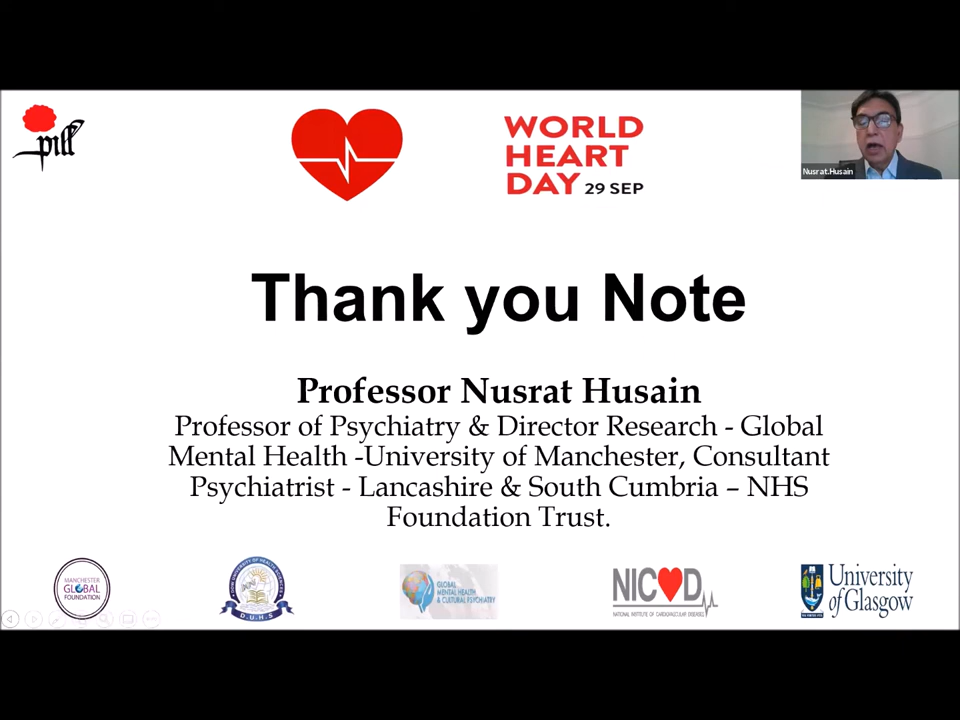 pill
WORLD
HEART
DAY 29 SEP
Nusrat.Husain
Thank you Note
Professor Nusrat Husain
Professor of Psychiatry & Director Research - Global
Mental Health -University of Manchester, Consultant
Psychiatrist - Lancashire & South Cumbria – NHS
Foundation Trust.
MANCHESTER
GLOBAL
FOUNDATION
D.U.H.S
GLOBAL
MENTAL HEALTH
& CULTURAL PSYCHIATRY
NICVD
NATIONAL INSTITUTE OF CARDIOVASCULAR DISEASES
University
of Glasgow